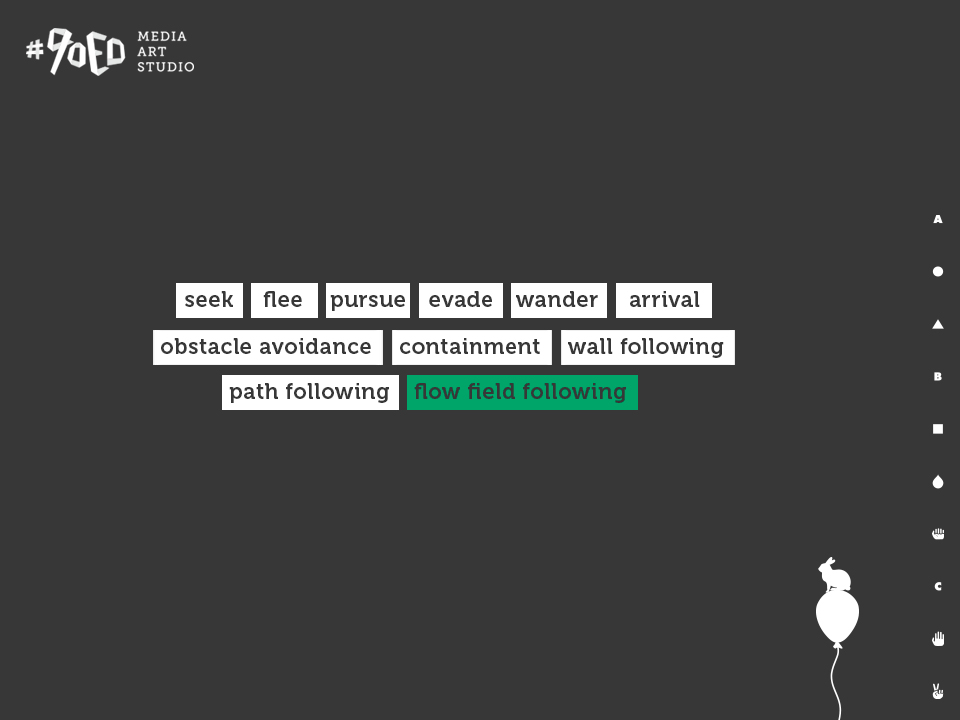 #9oED
MEDIA
ART
STUDIO
A
seek flee pursue evade wander arrival
obstacle avoidance containment wall following
path following flow field following
B
C